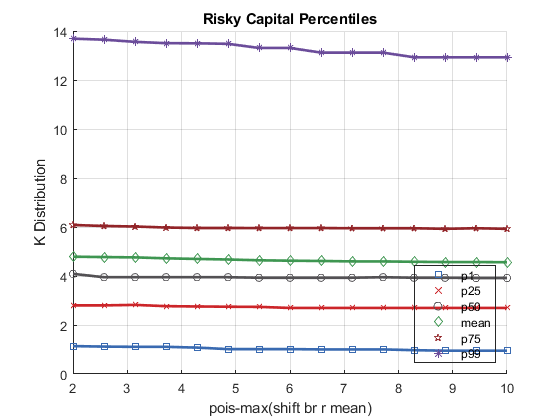 Risky Capital Percentiles
14
12
10
8
6
4
2
0
K Distribution
p1
p25
p50
mean
p75
p99
2 3 4 5 6 7 8 9 10
pois-max(shift br r mean)